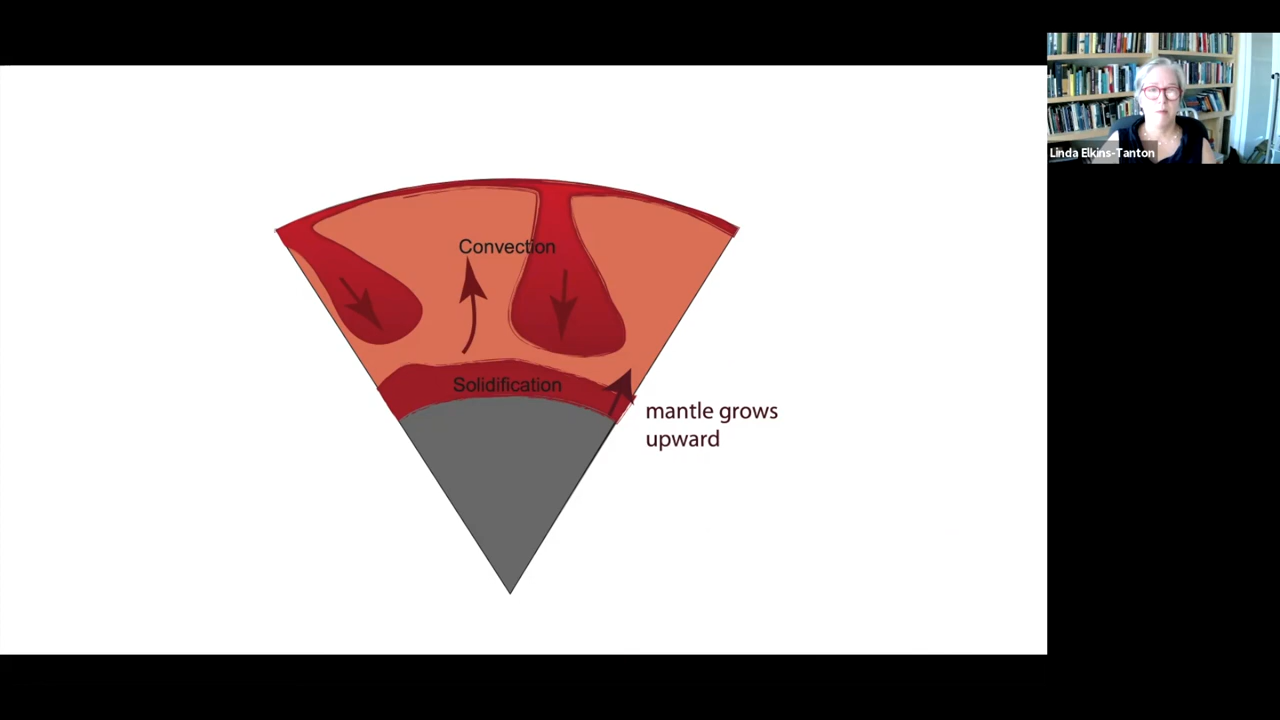 Linda Elkins-Tanton
Convection
Solidification
mantle grows
upward